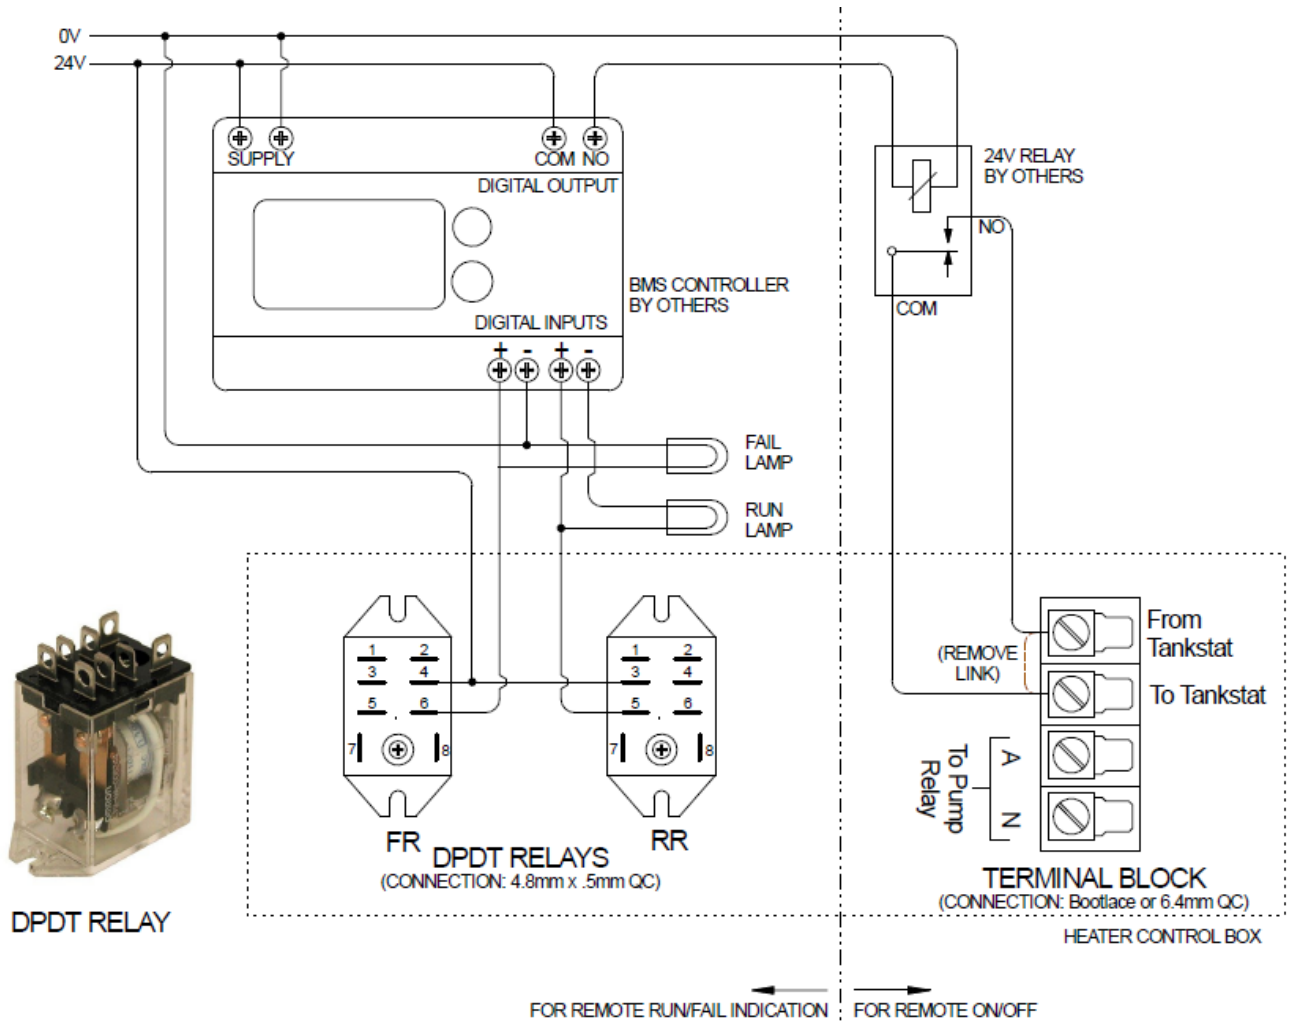 0V
24V
SUPPLY
COM NO
DIGITAL OUTPUT
24V RELAY
BY OTHERS
NO
COM
BMS CONTROLLER
BY OTHERS
DIGITAL INPUTS
+ - + -
FAIL
LAMP
RUN
LAMP
1 2
3 4
5 6
7 8
FR
1 2
3 4
5 6
7 8
RR
DPDT RELAYS
(CONNECTION: 4.8mm x .5mm QC)
DPDT RELAY
(REMOVE
LINK)
From
Tankstat
To Tankstat
To Pump
Relay
A
N
TERMINAL BLOCK
(CONNECTION: Bootlace or 6.4mm QC)
HEATER CONTROL BOX
FOR REMOTE RUN/FAIL INDICATION
FOR REMOTE ON/OFF